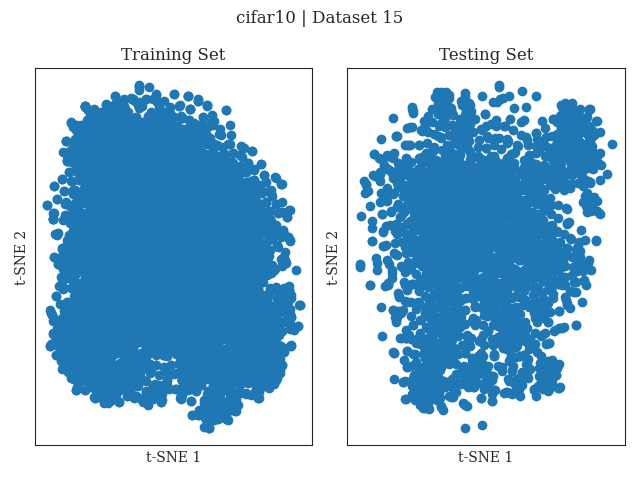 cifar10 | Dataset 15
Training Set
Testing Set
t-SNE 2
t-SNE 2
t-SNE 1
t-SNE 1